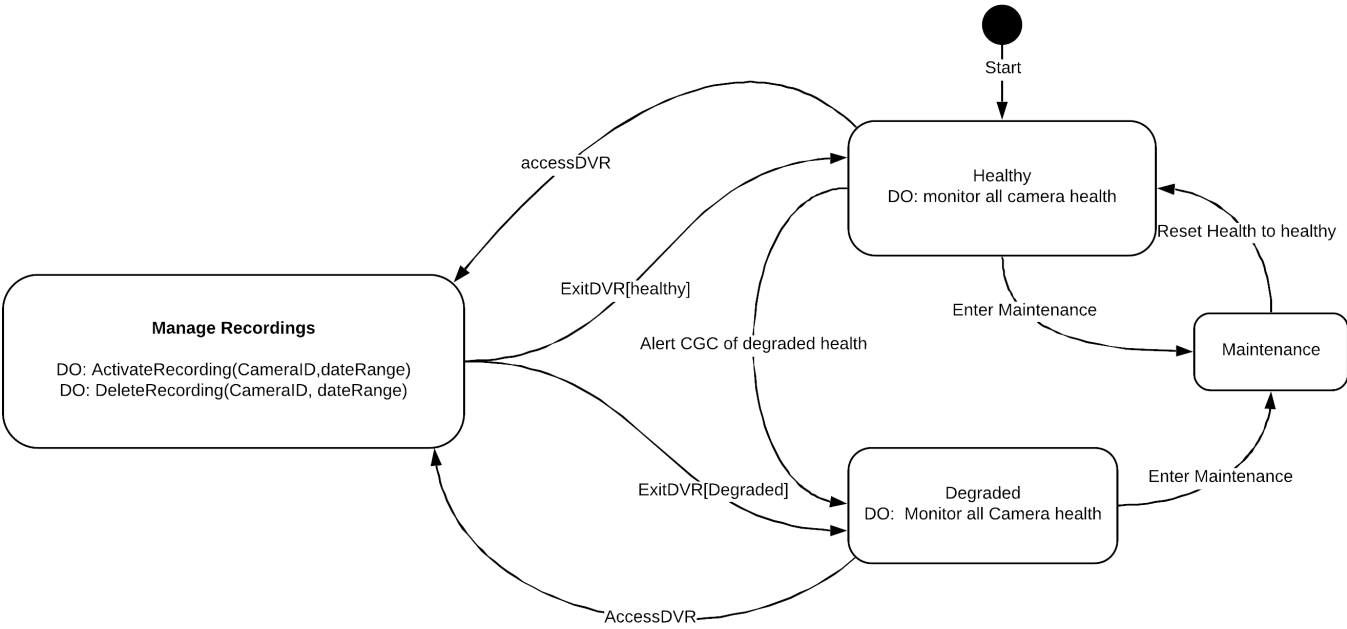 Start
accessDVR
Healthy
DO: monitor all camera health
Reset Health to healthy
ExitDVR[healthy]
Enter Maintenance
Manage Recordings
Alert CGC of degraded health
Maintenance
DO: ActivateRecording(CameraID,dateRange)
DO: DeleteRecording(CameraID, dateRange)
Enter Maintenance
ExitDVR[Degraded]
Degraded
DO:  Monitor all Camera health
AccessDVR